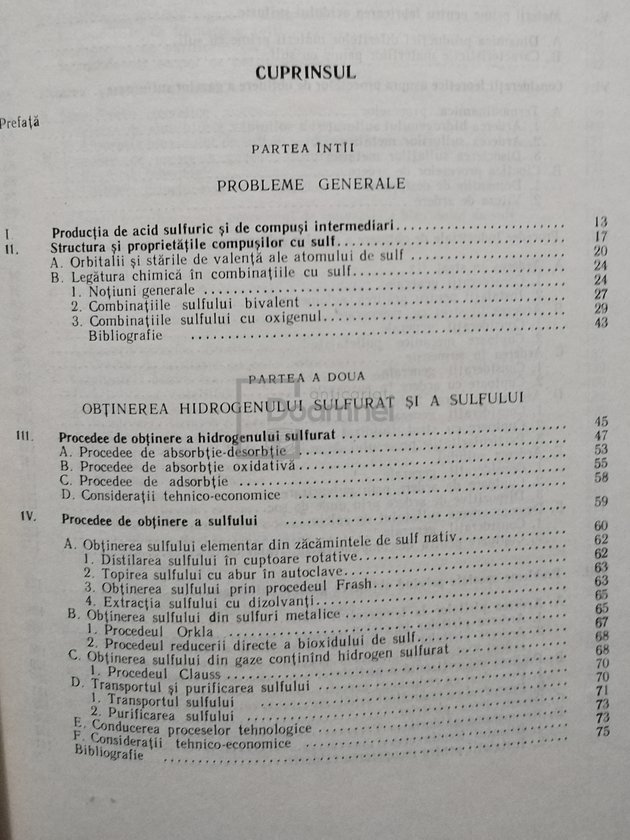 CUPRINSUL
Prefață
PARTEA ÎNTÎI
PROBLEME GENERALE
I Producția de acid sulfuric și de compuși intermediari 13
II. Structura și proprietățile compușilor cu sulf 17
A. Orbitalii și stările de valență ale atomului de sulf 20
B. Legătura chimică în combinațiile cu sulf 24
1. Noțiuni generale 24
2. Combinațiile sulfului bivalent 27
3. Combinațiile sulfului cu oxigenul 29
Bibliografie 43
PARTEA A DOUA
OBȚINEREA HIDROGENULUI SULFURAT ȘI A SULFULUI
III. Procedee de obținere a hidrogenului sulfurat 45
A. Procedee de absorbție-desorbție 47
B. Procedee de absorbție oxidativă 53
C. Procedee de adsorbție 55
D. Considerații tehnico-economice 58
IV. Procedee de obținere a sulfului 59
A. Obținerea sulfului elementar din zăcămintele de sulf nativ 60
1. Distilarea sulfului în cuptoare rotative 62
2. Topirea sulfului cu abur în autoclave 62
3. Obținerea sulfului prin procedeul Frash 63
4. Extracția sulfului cu dizolvanți 63
B. Obținerea sulfului din sulfuri metalice 65
1. Procedeul Orkla 65
2. Procedeul reducerii directe a bioxidului de sulf 67
C. Obținerea sulfului din gaze conținînd hidrogen sulfurat 68
1. Procedeul Clauss 68
D. Transportul și purificarea sulfului 70
1. Transportul sulfului 70
2. Purificarea sulfului 71
E. Conducerea proceselor tehnologice 73
F. Considerații tehnico-economice 73
Bibliografie 75